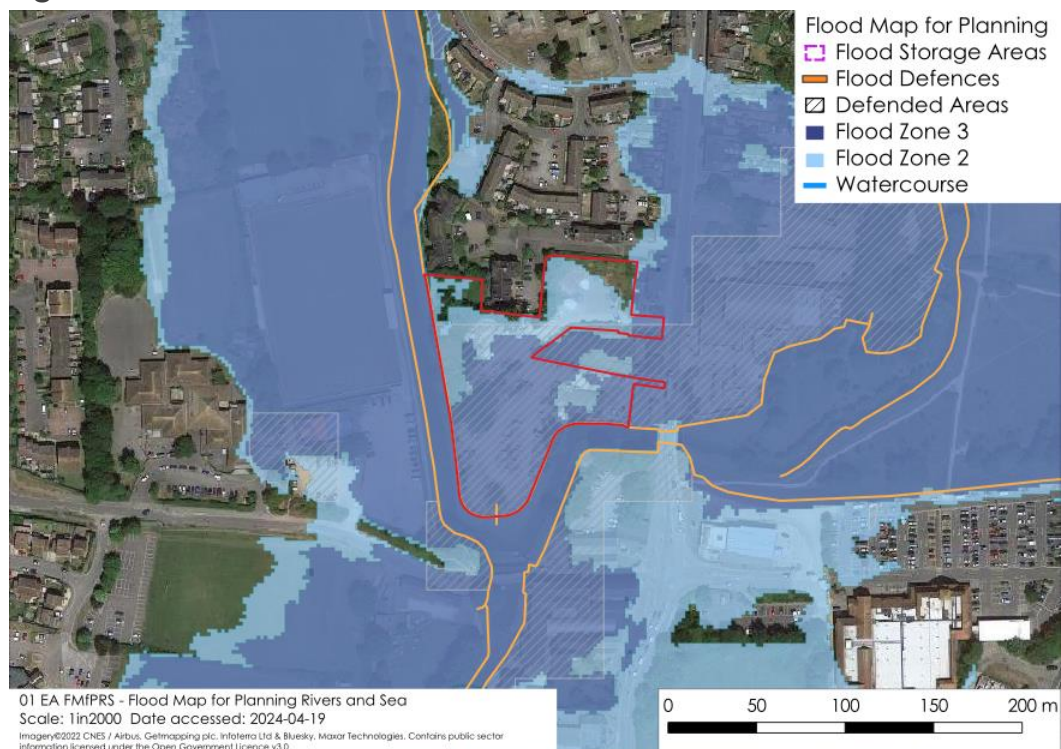 Flood Map for Planning
Flood Storage Areas
Flood Defences
Defended Areas
Flood Zone 3
Flood Zone 2
Watercourse
01 EA FMfPRS - Flood Map for Planning Rivers and Sea
Scale: 1in2000 Date accessed: 2024-04-19
Imagery©2022 CNES / Airbus, Getmapping plc, Infoterra Ltd & Bluesky, Maxar Technologies. Contains public sector
information licensed under the Open Government Licence v3.0
0 50 100 150 200 m